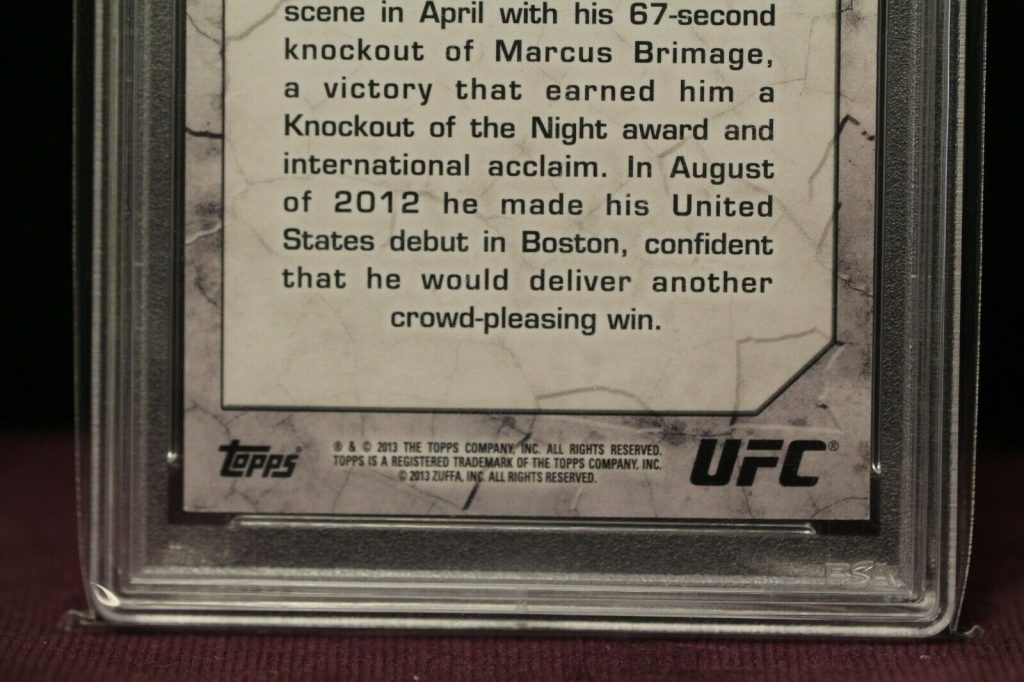 scene in April with his 67-second
knockout of Marcus Brimage,
a victory that earned him a
Knockout of the Night award and
international acclaim. In August
of 2012 he made his United
States debut in Boston, confident
that he would deliver another
crowd-pleasing win.
topps
® & © 2013 THE TOPPS COMPANY, INC. ALL RIGHTS RESERVED.
TOPPS IS A REGISTERED TRADEMARK OF THE TOPPS COMPANY, INC.
© 2013 ZUFFA, INC. ALL RIGHTS RESERVED.
UFC®